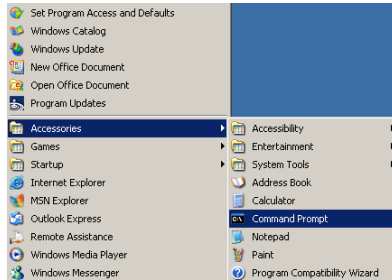 Set Program Access and Defaults
Windows Catalog
Windows Update
New Office Document
Open Office Document
Program Updates
Accessories
Games
Startup
Internet Explorer
MSN Explorer
Outlook Express
Remote Assistance
Windows Media Player
Windows Messenger
Accessibility
Entertainment
System Tools
Address Book
Calculator
Command Prompt
Notepad
Paint
Program Compatibility Wizard